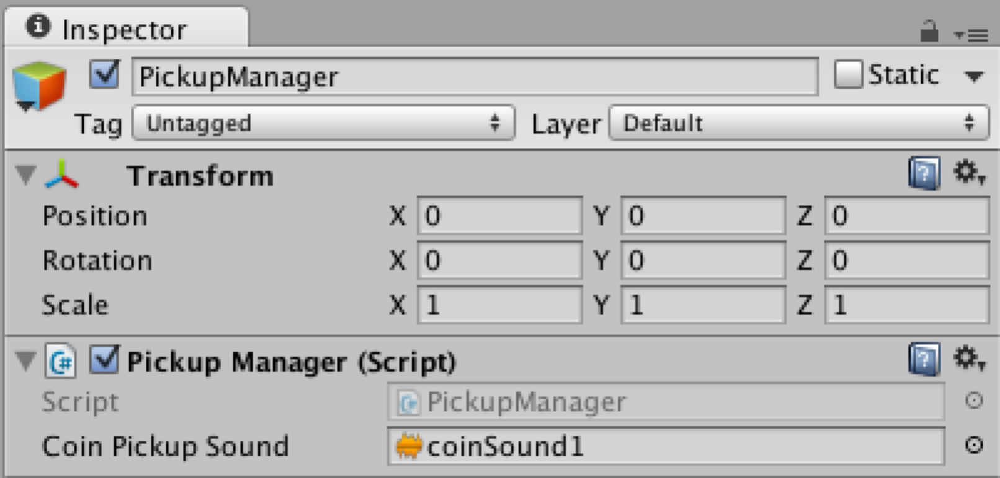 Inspector
PickupManager Static
Tag Untagged Layer Default
Transform
Position X 0 Y 0 Z 0
Rotation X 0 Y 0 Z 0
Scale X 1 Y 1 Z 1
C# Pickup Manager (Script)
Script PickupManager
Coin Pickup Sound coinSound1